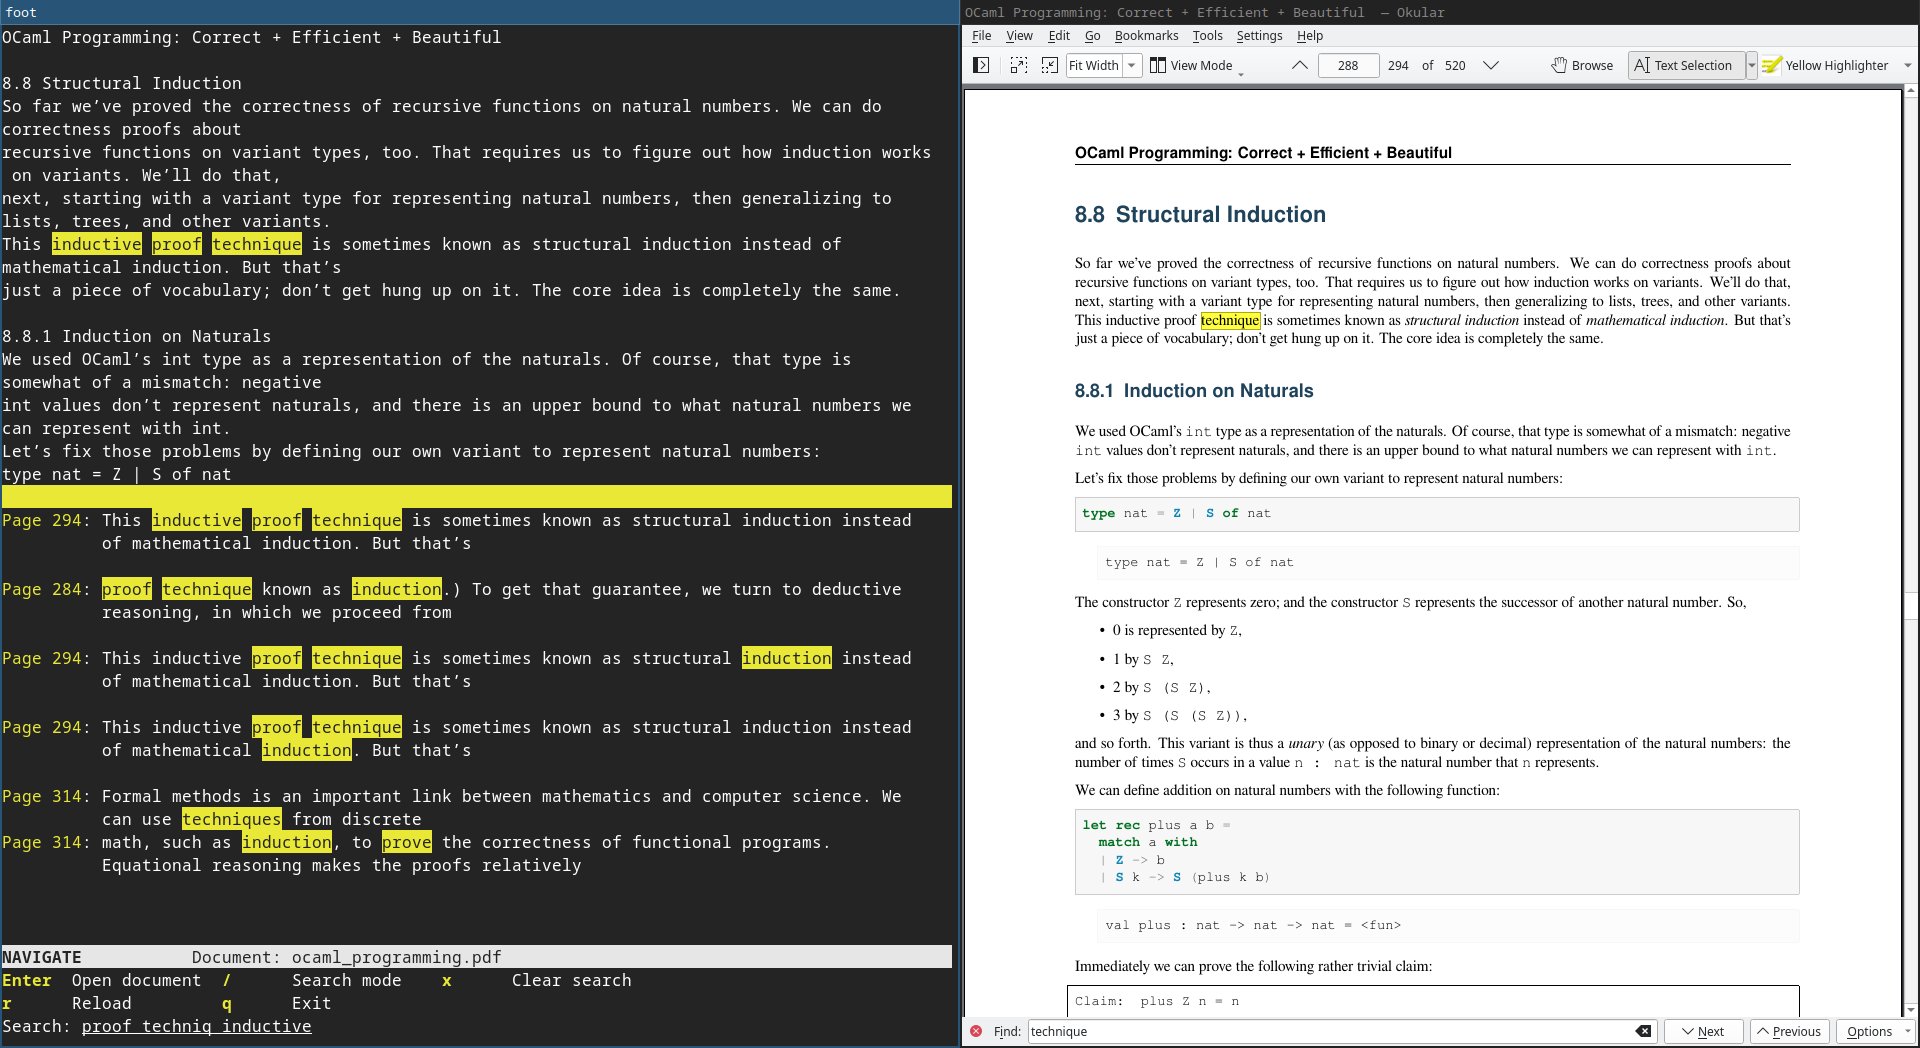 foot
OCaml Programming: Correct + Efficient + Beautiful
8.8 Structural Induction
So far we’ve proved the correctness of recursive functions on natural numbers. We can do
correctness proofs about
recursive functions on variant types, too. That requires us to figure out how induction works
on variants. We’ll do that,
next, starting with a variant type for representing natural numbers, then generalizing to
lists, trees, and other variants.
This inductive proof technique is sometimes known as structural induction instead of
mathematical induction. But that’s
just a piece of vocabulary; don’t get hung up on it. The core idea is completely the same.
8.8.1 Induction on Naturals
We used OCaml’s int type as a representation of the naturals. Of course, that type is
somewhat of a mismatch: negative
int values don’t represent naturals, and there is an upper bound to what natural numbers we
can represent with int.
Let’s fix those problems by defining our own variant to represent natural numbers:
type nat = Z | S of nat
Page 294: This inductive proof technique is sometimes known as structural induction instead
of mathematical induction. But that’s
Page 284: proof technique known as induction.) To get that guarantee, we turn to deductive
reasoning, in which we proceed from
Page 294: This inductive proof technique is sometimes known as structural induction instead
of mathematical induction. But that’s
Page 294: This inductive proof technique is sometimes known as structural induction instead
of mathematical induction. But that’s
Page 314: Formal methods is an important link between mathematics and computer science. We
can use techniques from discrete
Page 314: math, such as induction, to prove the correctness of functional programs.
Equational reasoning makes the proofs relatively
NAVIGATE Document: ocaml_programming.pdf
Enter Open document / Search mode x Clear search
r Reload q Exit
Search: proof techniq inductive
OCaml Programming: Correct + Efficient + Beautiful — Okular
File View Edit Go Bookmarks Tools Settings Help
Fit Width View Mode 288 294 of 520 Browse Text Selection Yellow Highlighter
OCaml Programming: Correct + Efficient + Beautiful
8.8 Structural Induction
So far we’ve proved the correctness of recursive functions on natural numbers. We can do correctness proofs about
recursive functions on variant types, too. That requires us to figure out how induction works on variants. We’ll do that,
next, starting with a variant type for representing natural numbers, then generalizing to lists, trees, and other variants.
This inductive proof technique is sometimes known as structural induction instead of mathematical induction. But that’s
just a piece of vocabulary; don’t get hung up on it. The core idea is completely the same.
8.8.1 Induction on Naturals
We used OCaml’s int type as a representation of the naturals. Of course, that type is somewhat of a mismatch: negative
int values don’t represent naturals, and there is an upper bound to what natural numbers we can represent with int.
Let’s fix those problems by defining our own variant to represent natural numbers:
type nat = Z | S of nat
type nat = Z | S of nat
The constructor Z represents zero; and the constructor S represents the successor of another natural number. So,
• 0 is represented by Z,
• 1 by S Z,
• 2 by S (S Z),
• 3 by S (S (S Z)),
and so forth. This variant is thus a unary (as opposed to binary or decimal) representation of the natural numbers: the
number of times S occurs in a value n : nat is the natural number that n represents.
We can define addition on natural numbers with the following function:
let rec plus a b =
match a with
| Z -> b
| S k -> S (plus k b)
val plus : nat -> nat -> nat = <fun>
Immediately we can prove the following rather trivial claim:
Claim: plus Z n = n
Find: technique Next Previous Options